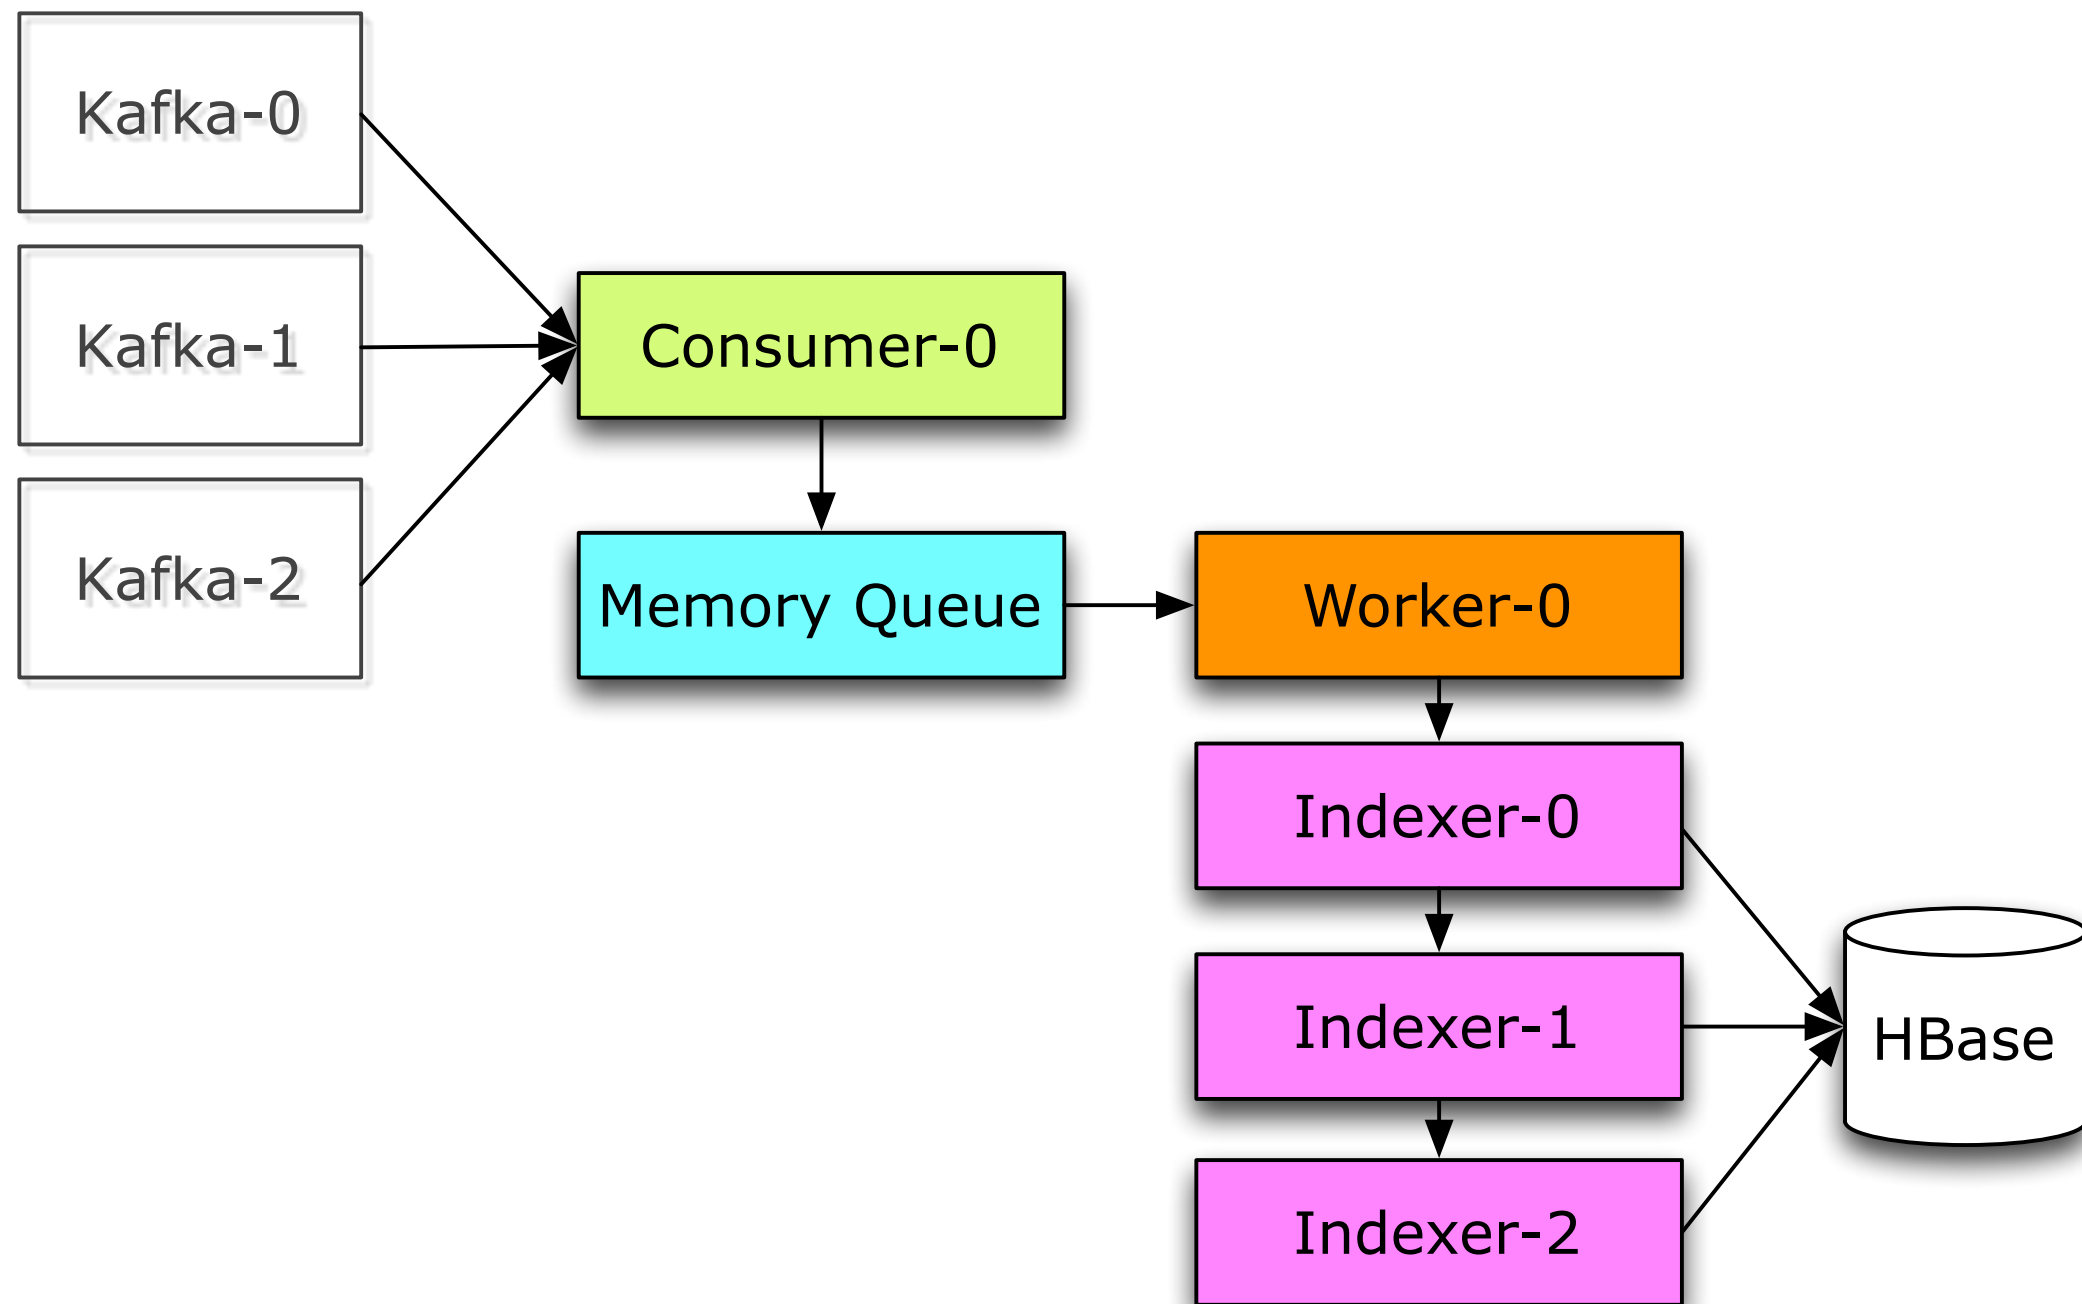 Kafka-0
Kafka-1
Kafka-2
Consumer-0
Memory Queue
Worker-0
Indexer-0
Indexer-1
Indexer-2
HBase